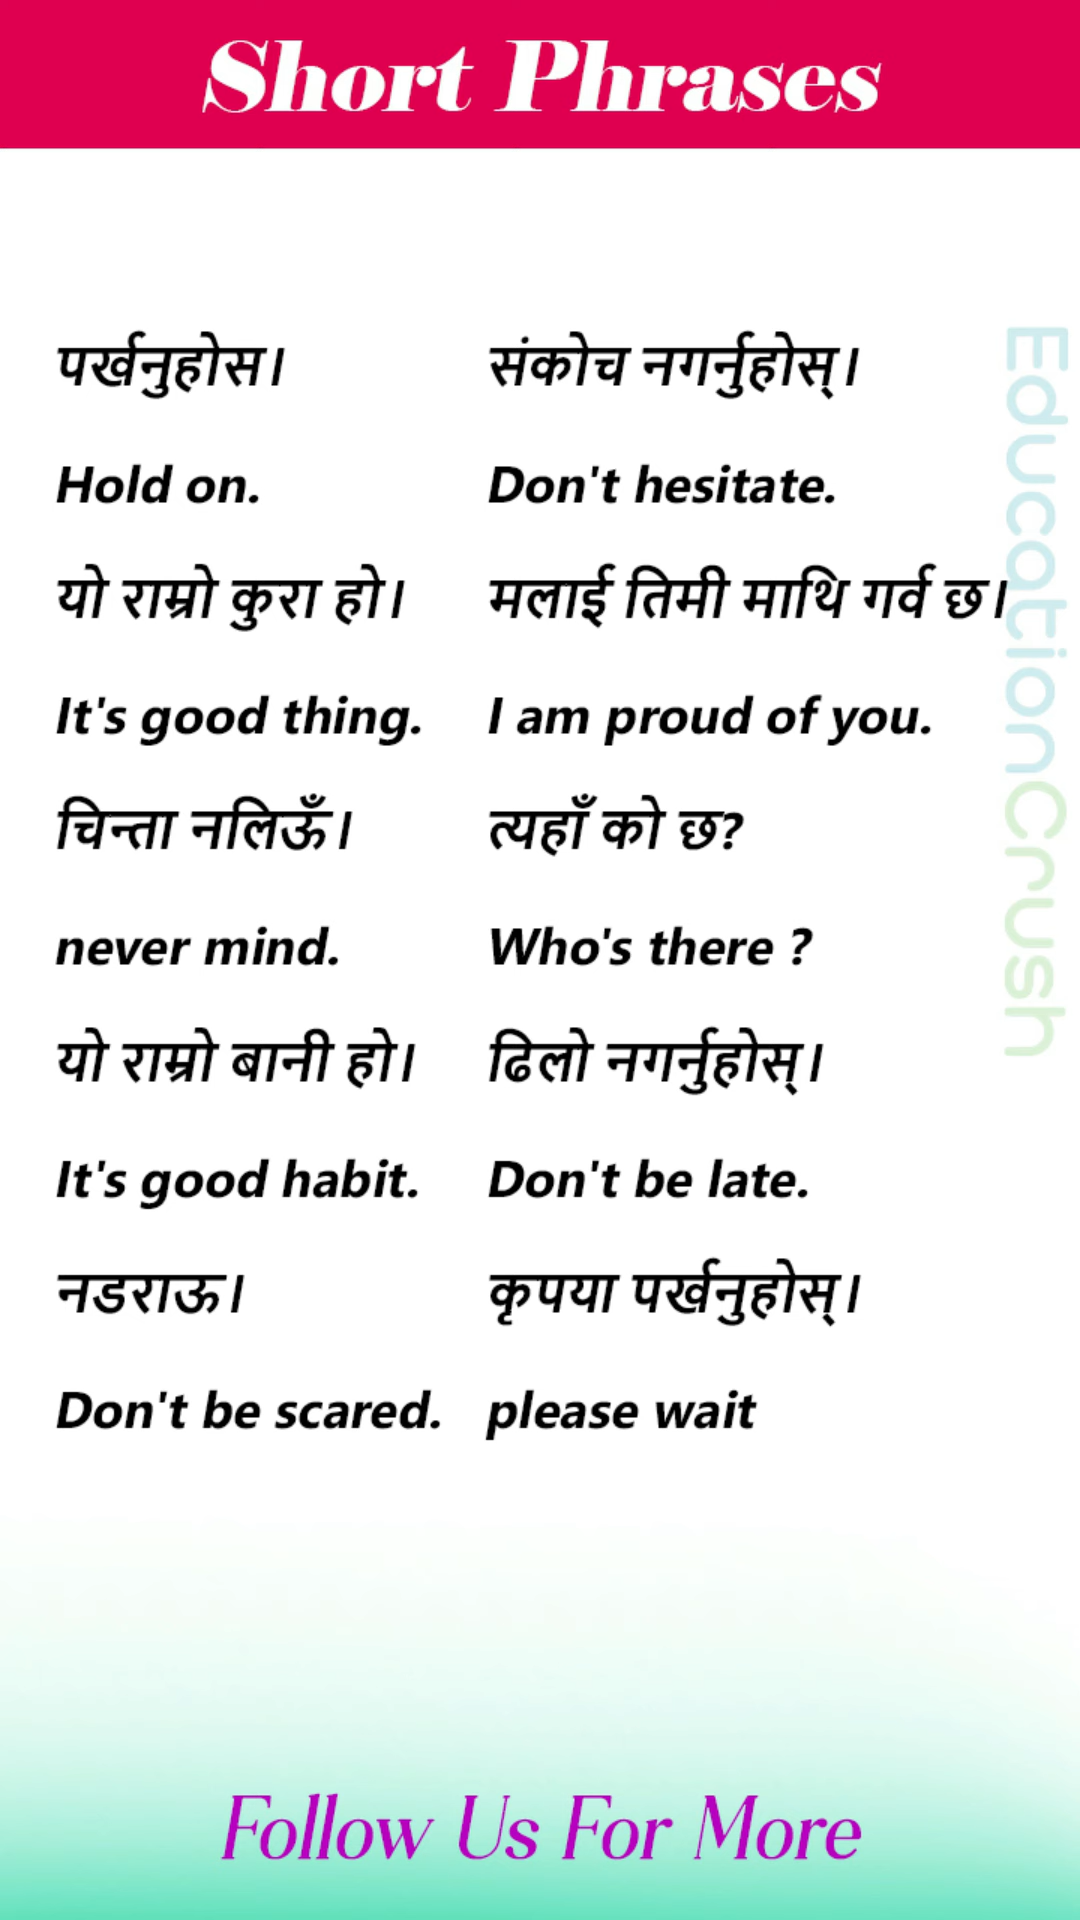 Short Phrases
पर्खनुहोस।
Hold on.
यो राम्रो कुरा हो।
It's good thing.
चिन्ता नलिऊँ।
never mind.
यो राम्रो बानी हो।
It's good habit.
नडराऊ।
Don't be scared.
संकोच नगर्नुहोस्।
Don't hesitate.
मलाई तिमी माथि गर्व छ।
I am proud of you.
त्यहाँ को छ?
Who's there ?
ढिलो नगर्नुहोस्।
Don't be late.
कृपया पर्खनुहोस्।
please wait
EducationCrush
Follow Us For More